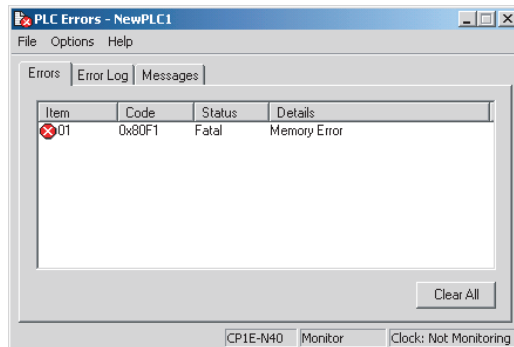 PLC Errors - NewPLC1
File Options Help
Errors Error Log Messages
Item Code Status Details
01 0x80F1 Fatal Memory Error
Clear All
CP1E-N40 Monitor Clock: Not Monitoring